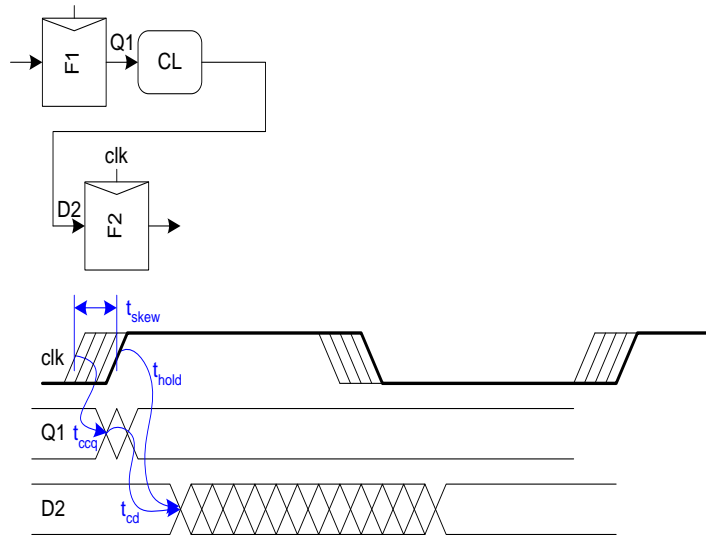 F1
Q1
CL
clk
D2
F2
tskew
clk
thold
Q1
tccq
D2
tcd